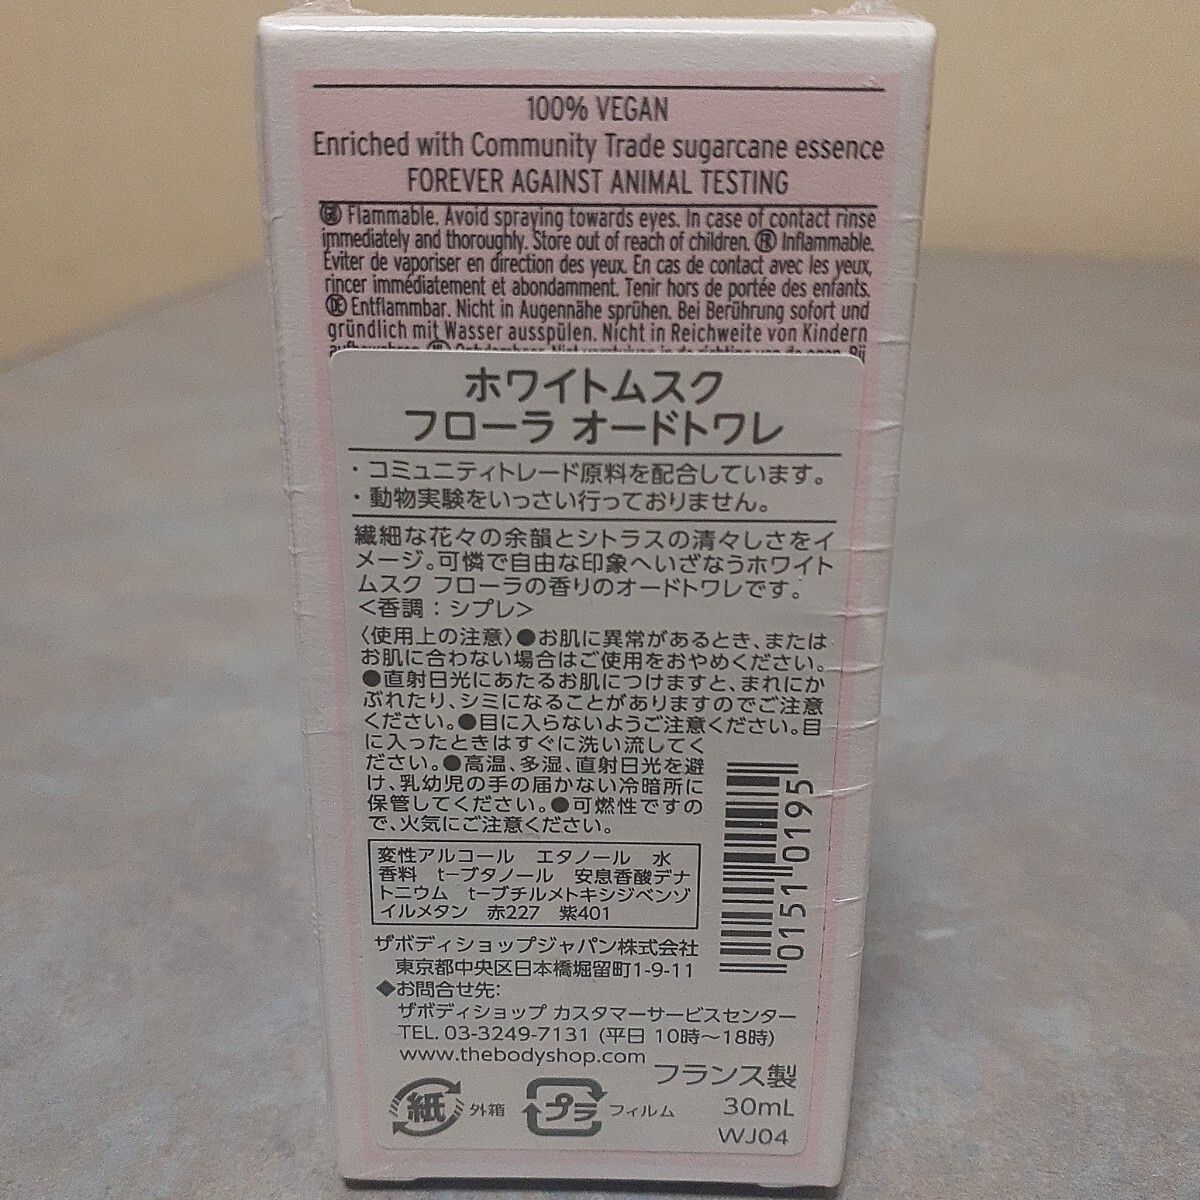 100% VEGAN
Enriched with Community Trade sugarcane essence
FOREVER AGAINST ANIMAL TESTING
GB Flammable. Avoid spraying towards eyes. In case of contact rinse
immediately and thoroughly. Store out of reach of children. FR Inflammable.
Éviter de vaporiser en direction des yeux. En cas de contact avec les yeux,
rincer immédiatement et abondamment. Tenir hors de portée des enfants.
DE Entflammbar. Nicht in Augennähe sprühen. Bei Berührung sofort und
gründlich mit Wasser ausspülen. Nicht in Reichweite von Kindern
ホワイトムスク
フローラ オードトワレ
・コミュニティトレード原料を配合しています。
・動物実験をいっさい行っておりません。
繊細な花々の余韻とシトラスの清々しさをイ
メージ。可憐で自由な印象へいざなうホワイト
ムスク フローラの香りのオードトワレです。
<香調：シプレ>
〈使用上の注意〉●お肌に異常があるとき、または
お肌に合わない場合はご使用をおやめください。
●直射日光にあたるお肌につけますと、まれにか
ぶれたり、シミになることがありますのでご注意
ください。●目に入らないようご注意ください。目
に入ったときはすぐに洗い流してく
ださい。●高温、多湿、直射日光を避
け、乳幼児の手の届かない冷暗所に
保管してください。●可燃性ですの
で、火気にご注意ください。
0151 0195
変性アルコール エタノール 水
香料 t-ブタノール 安息香酸デナ
トニウム t-ブチルメトキシジベンゾ
イルメタン 赤227 紫401
ザボディショップジャパン株式会社
東京都中央区日本橋堀留町1-9-11
◆お問合せ先:
ザボディショップ カスタマーサービスセンター
TEL. 03-3249-7131 (平日 10時～18時)
www.thebodyshop.com
フランス製
紙 外箱 プラ フィルム 30mL
WJ04